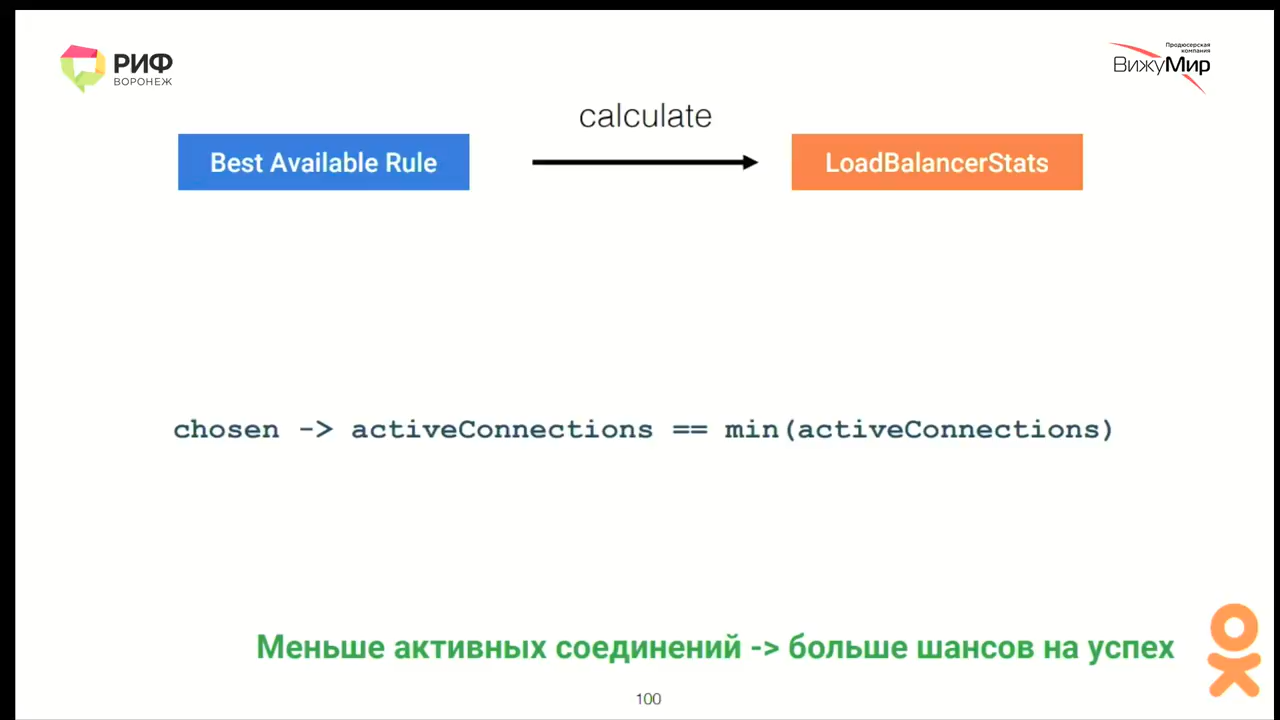 РИФ
ВОРОНЕЖ
Продюсерская
компания
ВижуМир
calculate
Best Available Rule
LoadBalancerStats
chosen -> activeConnections == min(activeConnections)
Меньше активных соединений -> больше шансов на успех
100